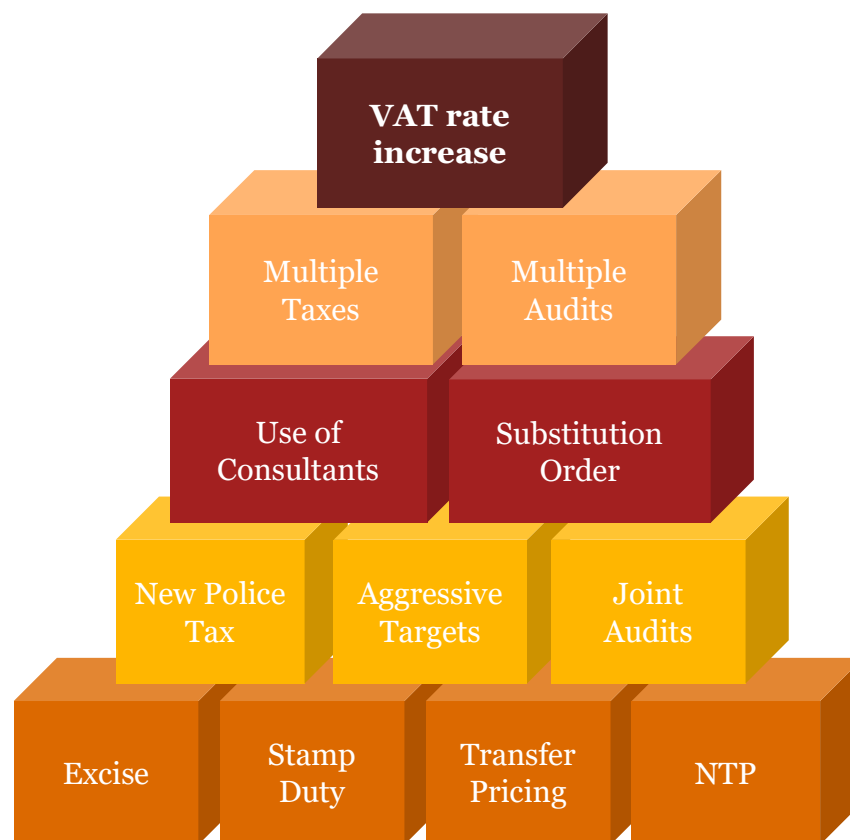 VAT rate
increase
Multiple
Taxes
Multiple
Audits
Use of
Consultants
Substitution
Order
New Police
Tax
Aggressive
Targets
Joint
Audits
Excise
Stamp
Duty
Transfer
Pricing
NTP